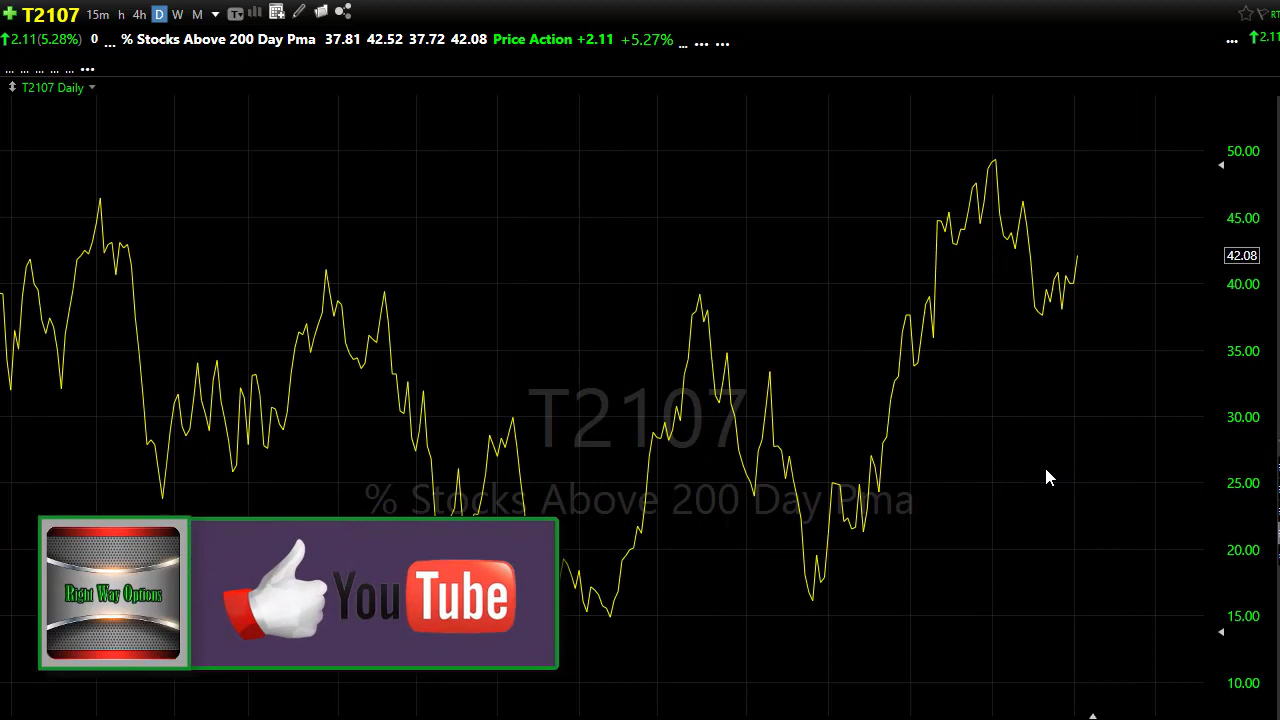 T2107 15m h 4h D W M T RT
↑2.11(5.28%) 0 ... % Stocks Above 200 Day Pma 37.81 42.52 37.72 42.08 Price Action +2.11 +5.27% ... ... ... ... ↑2.11
... ... ... ... ... ...
T2107 Daily
50.00
45.00
42.08
40.00
35.00
30.00
25.00
20.00
15.00
10.00
T2107
% Stocks Above 200 Day Pma
Right Way Options
YouTube